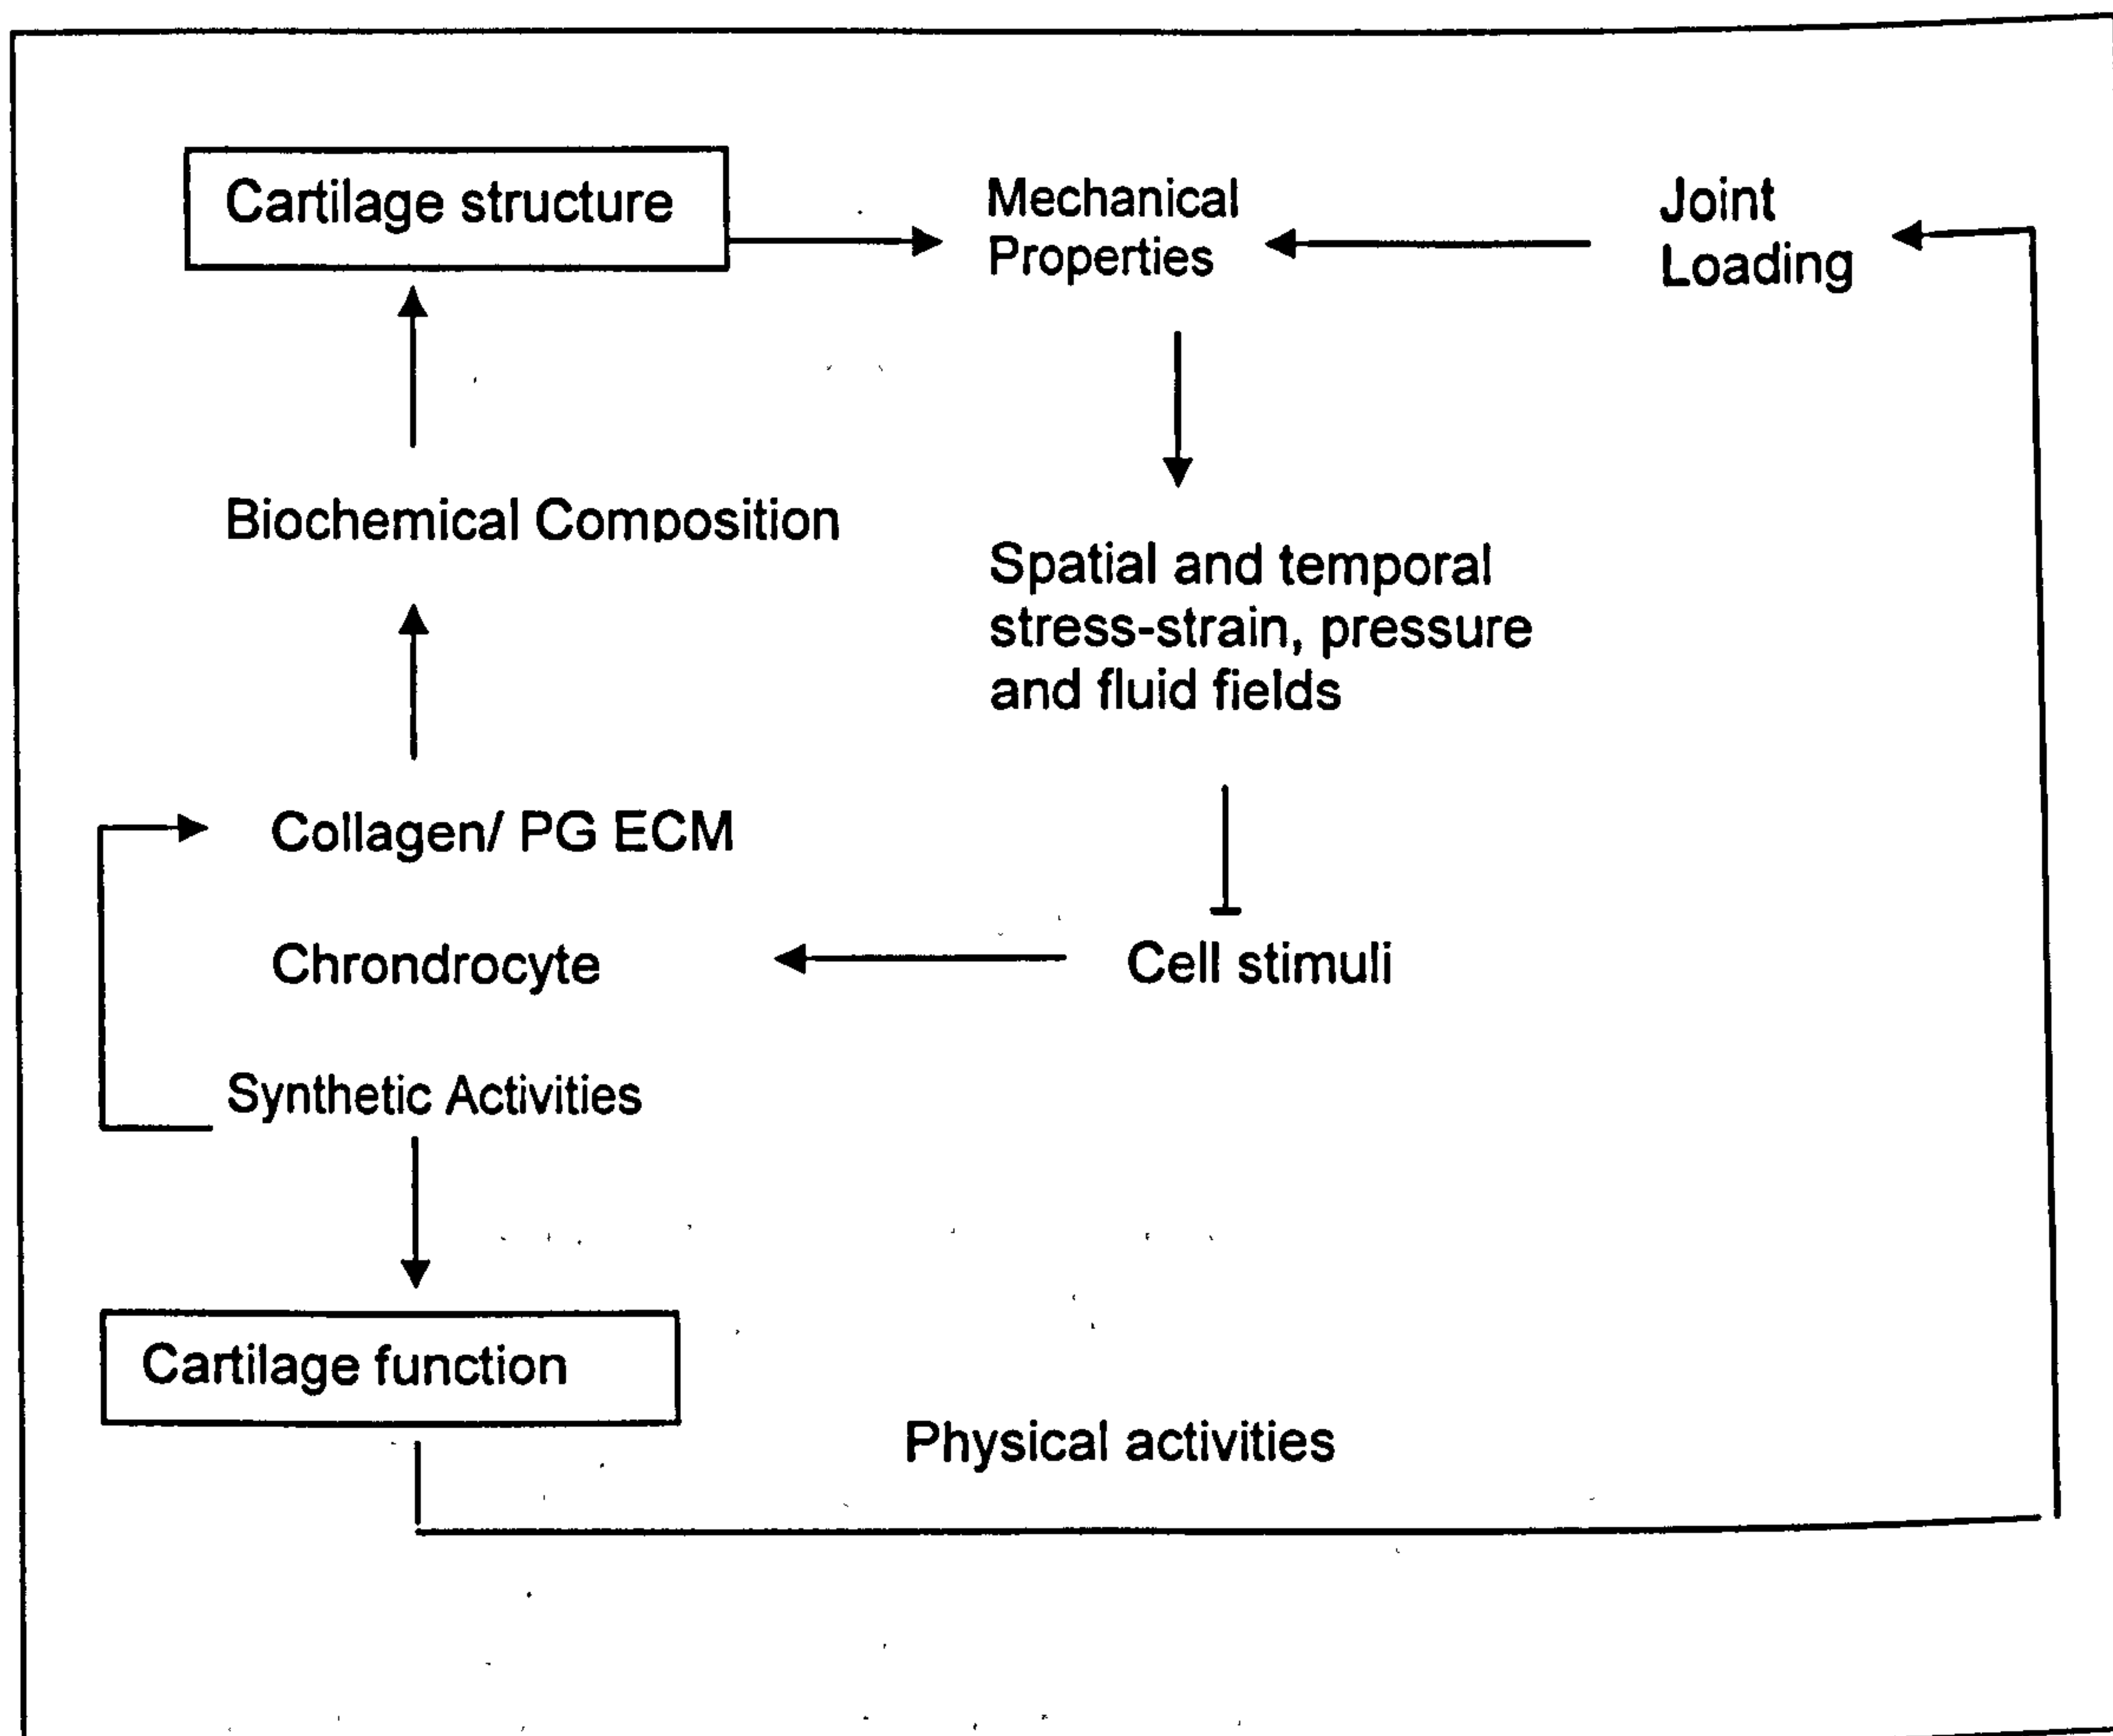 Cartilage structure
Mechanical
Properties
Joint
Loading
Biochemical Composition
Spatial and temporal
stress-strain, pressure
and fluid fields
Collagen/ PG ECM
Chrondrocyte
Cell stimuli
Synthetic Activities
Cartilage function
Physical activities